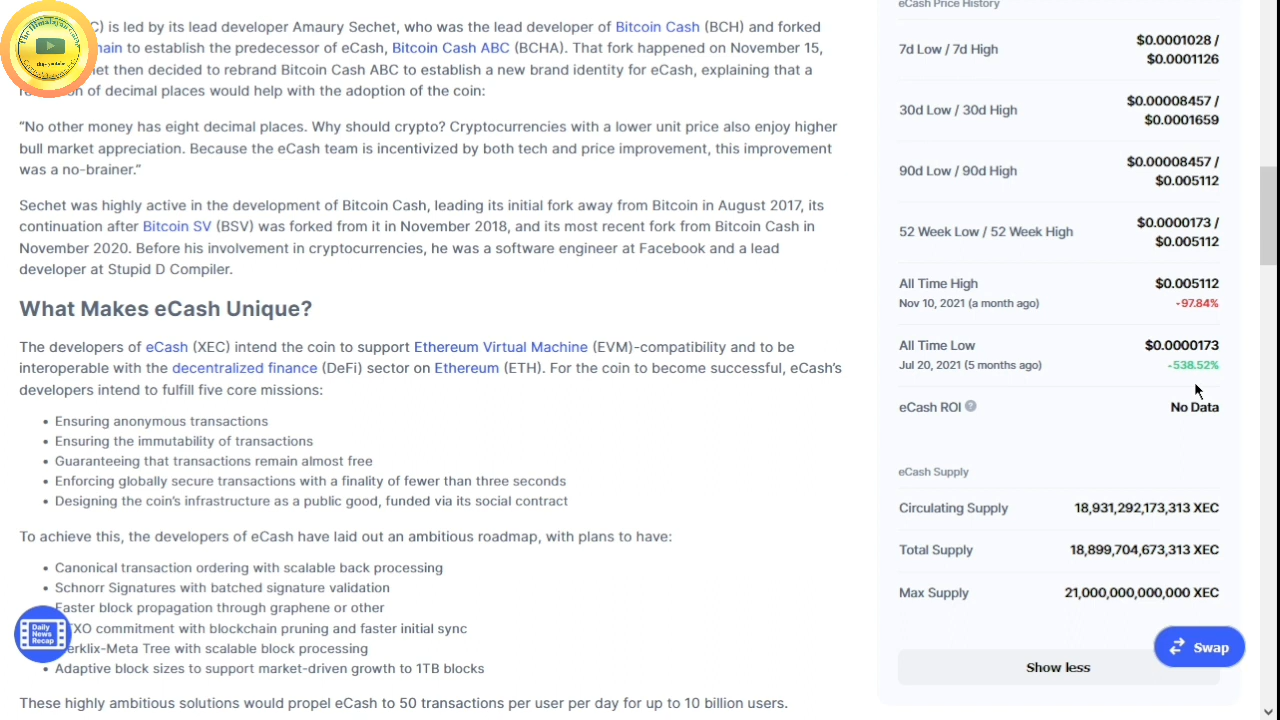 C) is led by its lead developer Amaury Sechet, who was the lead developer of Bitcoin Cash (BCH) and forked
to establish the predecessor of eCash, Bitcoin Cash ABC (BCHA). That fork happened on November 15,
then decided to rebrand Bitcoin Cash ABC to establish a new brand identity for eCash, explaining that a
of decimal places would help with the adoption of the coin:
“No other money has eight decimal places. Why should crypto? Cryptocurrencies with a lower unit price also enjoy higher
bull market appreciation. Because the eCash team is incentivized by both tech and price improvement, this improvement
was a no-brainer.”
Sechet was highly active in the development of Bitcoin Cash, leading its initial fork away from Bitcoin in August 2017, its
continuation after Bitcoin SV (BSV) was forked from it in November 2018, and its most recent fork from Bitcoin Cash in
November 2020. Before his involvement in cryptocurrencies, he was a software engineer at Facebook and a lead
developer at Stupid D Compiler.
What Makes eCash Unique?
The developers of eCash (XEC) intend the coin to support Ethereum Virtual Machine (EVM)-compatibility and to be
interoperable with the decentralized finance (DeFi) sector on Ethereum (ETH). For the coin to become successful, eCash’s
developers intend to fulfill five core missions:
• Ensuring anonymous transactions
• Ensuring the immutability of transactions
• Guaranteeing that transactions remain almost free
• Enforcing globally secure transactions with a finality of fewer than three seconds
• Designing the coin’s infrastructure as a public good, funded via its social contract
To achieve this, the developers of eCash have laid out an ambitious roadmap, with plans to have:
• Canonical transaction ordering with scalable back processing
• Schnorr Signatures with batched signature validation
Faster block propagation through graphene or other
TXO commitment with blockchain pruning and faster initial sync
erklix-Meta Tree with scalable block processing
• Adaptive block sizes to support market-driven growth to 1TB blocks
These highly ambitious solutions would propel eCash to 50 transactions per user per day for up to 10 billion users.
Daily
News
Recap
eCash Price History
7d Low / 7d High $0.0001028 /
$0.0001126
30d Low / 30d High $0.00008457 /
$0.0001659
90d Low / 90d High $0.00008457 /
$0.005112
52 Week Low / 52 Week High $0.0000173 /
$0.005112
All Time High $0.005112
Nov 10, 2021 (a month ago) -97.84%
All Time Low $0.0000173
Jul 20, 2021 (5 months ago) -538.52%
eCash ROI ? No Data
eCash Supply
Circulating Supply 18,931,292,173,313 XEC
Total Supply 18,899,704,673,313 XEC
Max Supply 21,000,000,000,000 XEC
Swap
Show less